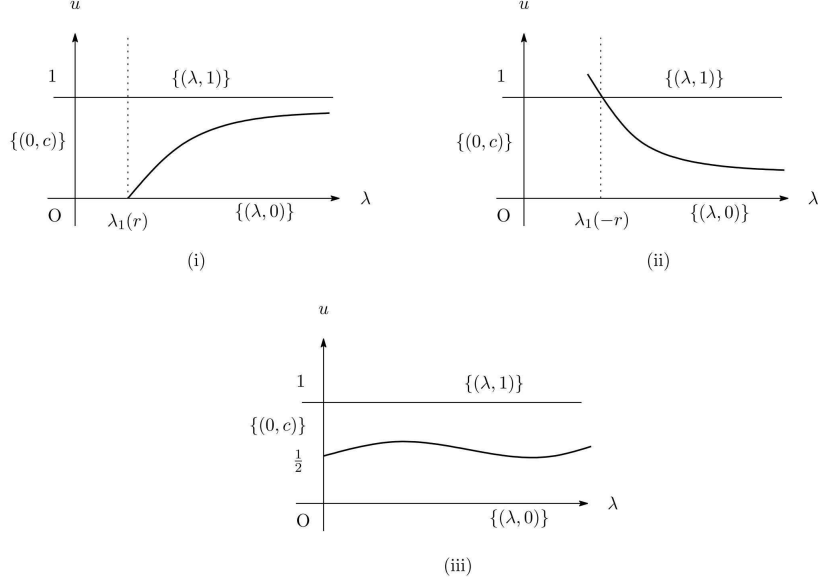 u
1
{(λ, 1)}
{(0, c)}
O
λ₁(r)
{(λ, 0)}
λ
(i)
u
1
{(λ, 1)}
{(0, c)}
O
λ₁(−r)
{(λ, 0)}
λ
(ii)
u
1
{(λ, 1)}
{(0, c)}
1/2
O
{(λ, 0)}
λ
(iii)